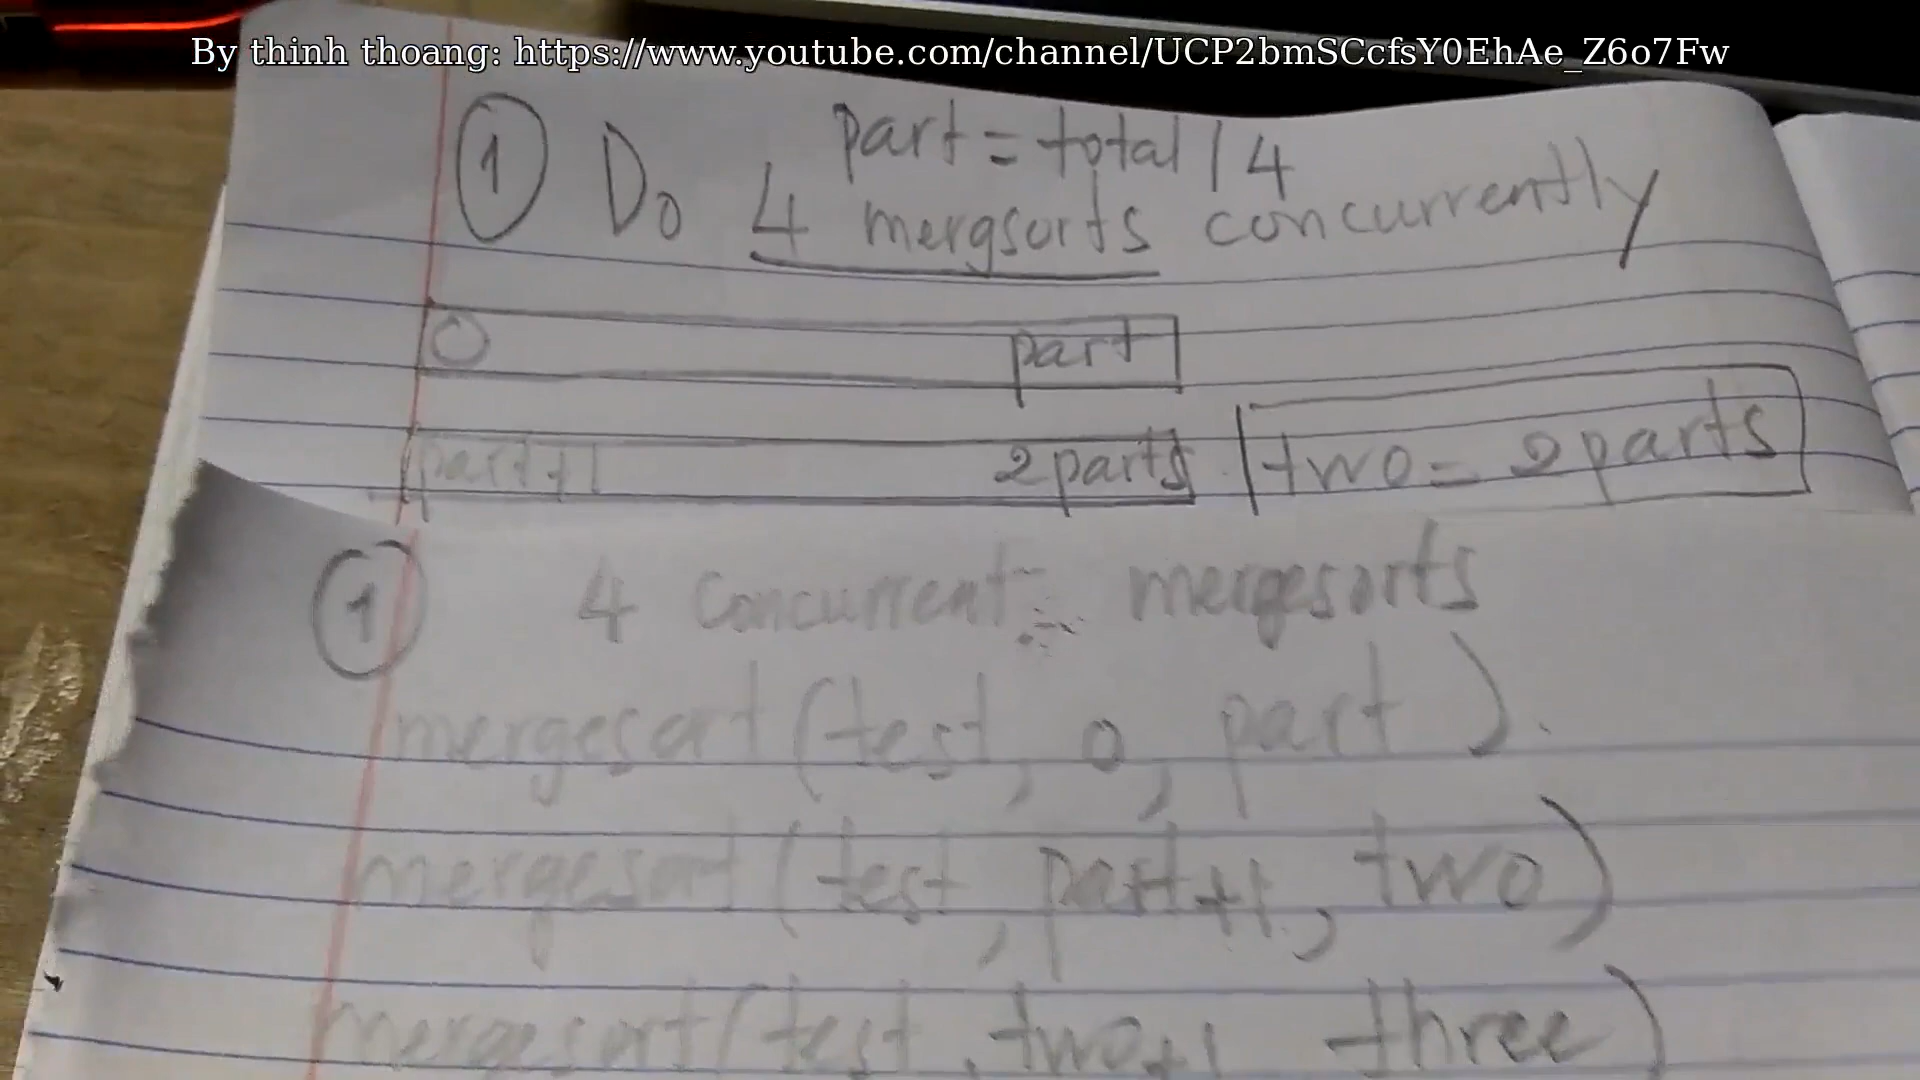 By thinh thoang: https://www.youtube.com/channel/UCP2bmSCcfsY0EhAe_Z6o7Fw
part = total / 4
1 Do 4 mergsorts concurrently
0 part
part+1 2parts two = 2parts
1 4 concurrent mergesorts
mergesort(test, 0, part).
mergesort(test, part+1, two)
mergesort(test, two+1 three)